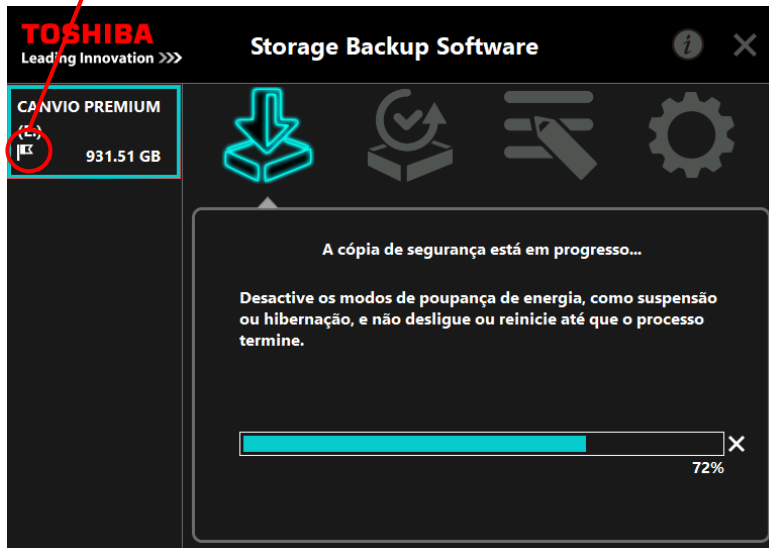 TOSHIBA
Leading Innovation >>>
Storage Backup Software
i
CANVIO PREMIUM
(E:)
931.51 GB
A cópia de segurança está em progresso...
Desactive os modos de poupança de energia, como suspensão
ou hibernação, e não desligue ou reinicie até que o processo
termine.
72%